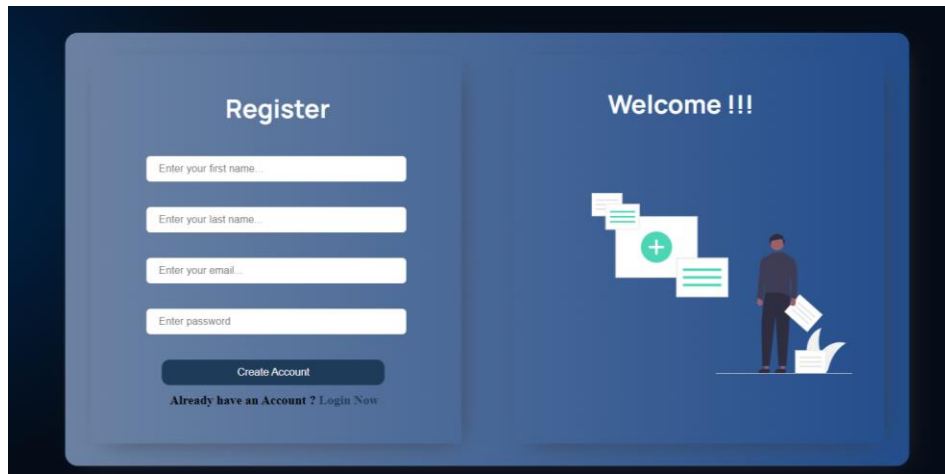 Register
Enter your first name...
Enter your last name...
Enter your email...
Enter password
Create Account
Already have an Account ? Login Now
Welcome !!!